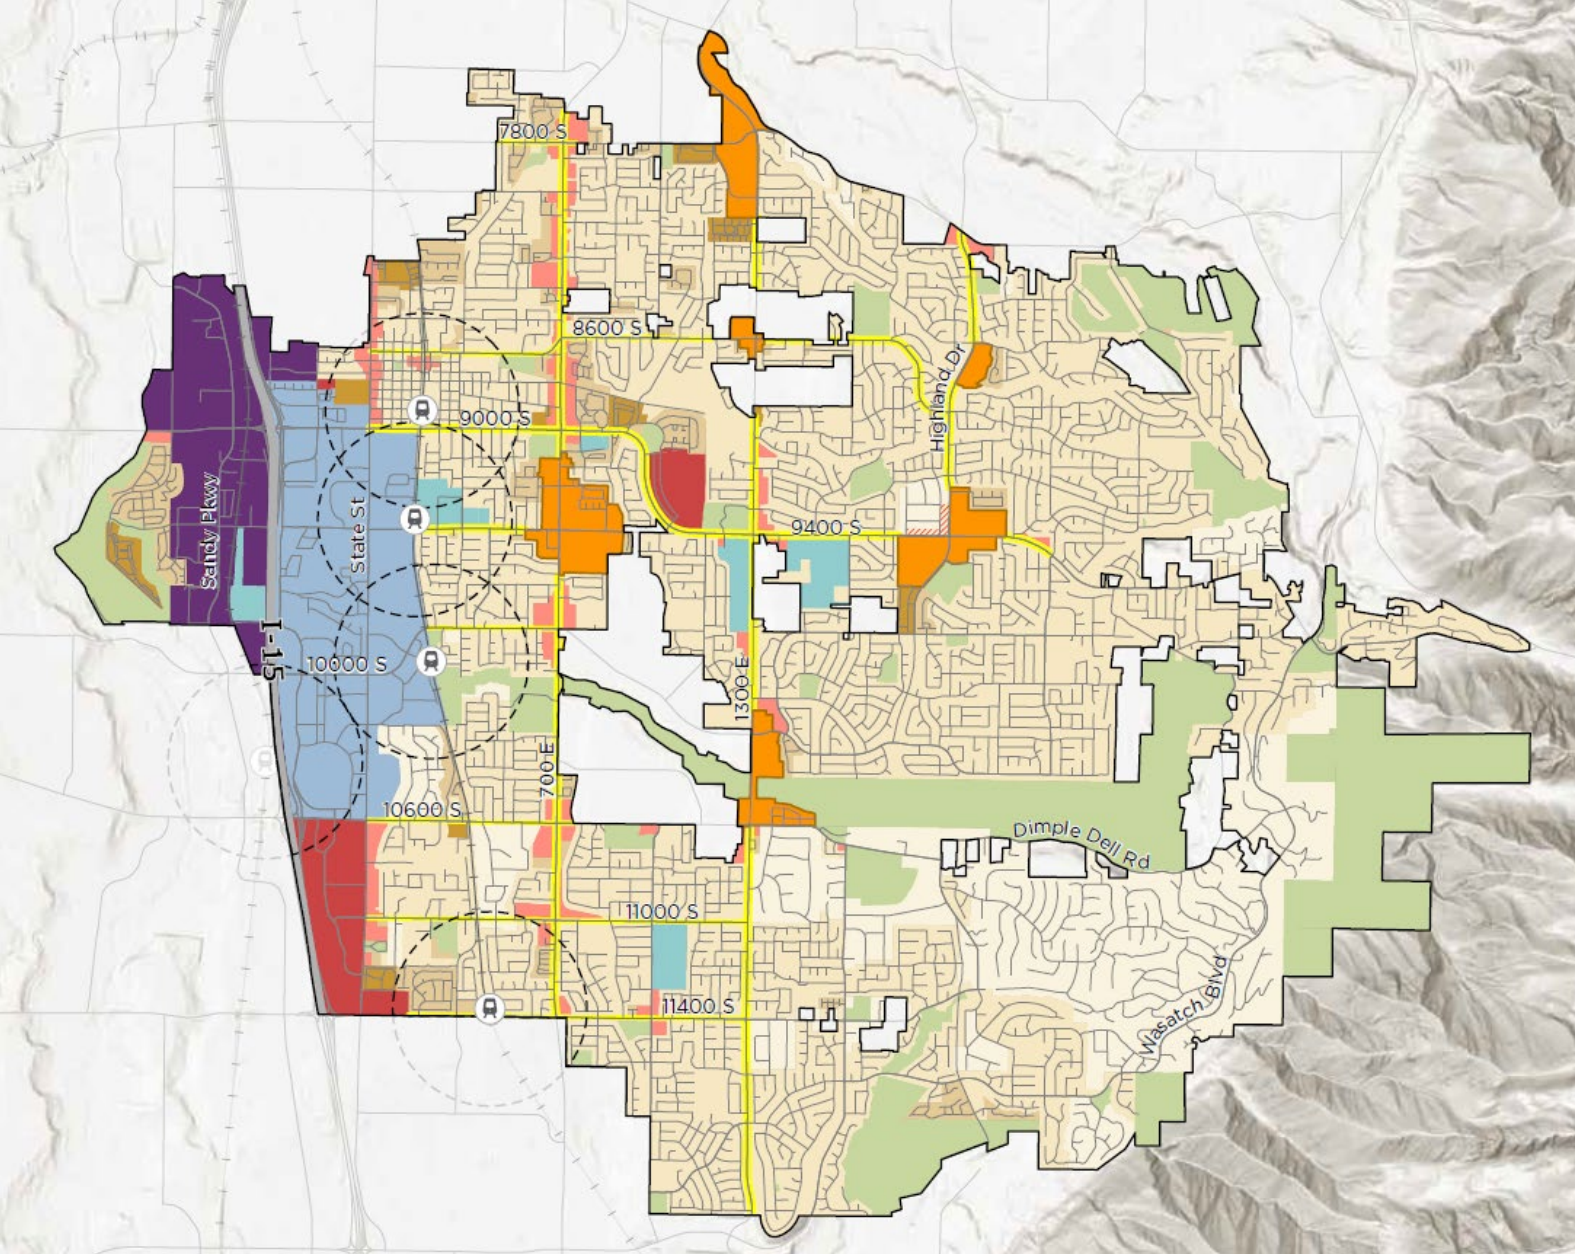 7800 S
8600 S
Highland Dr
9000 S
Sandy Pkwy
State St
9400 S
I-15
10000 S
1300 E
700 E
10600 S
Dimple Dell Rd
11000 S
Wasatch Blvd
11400 S